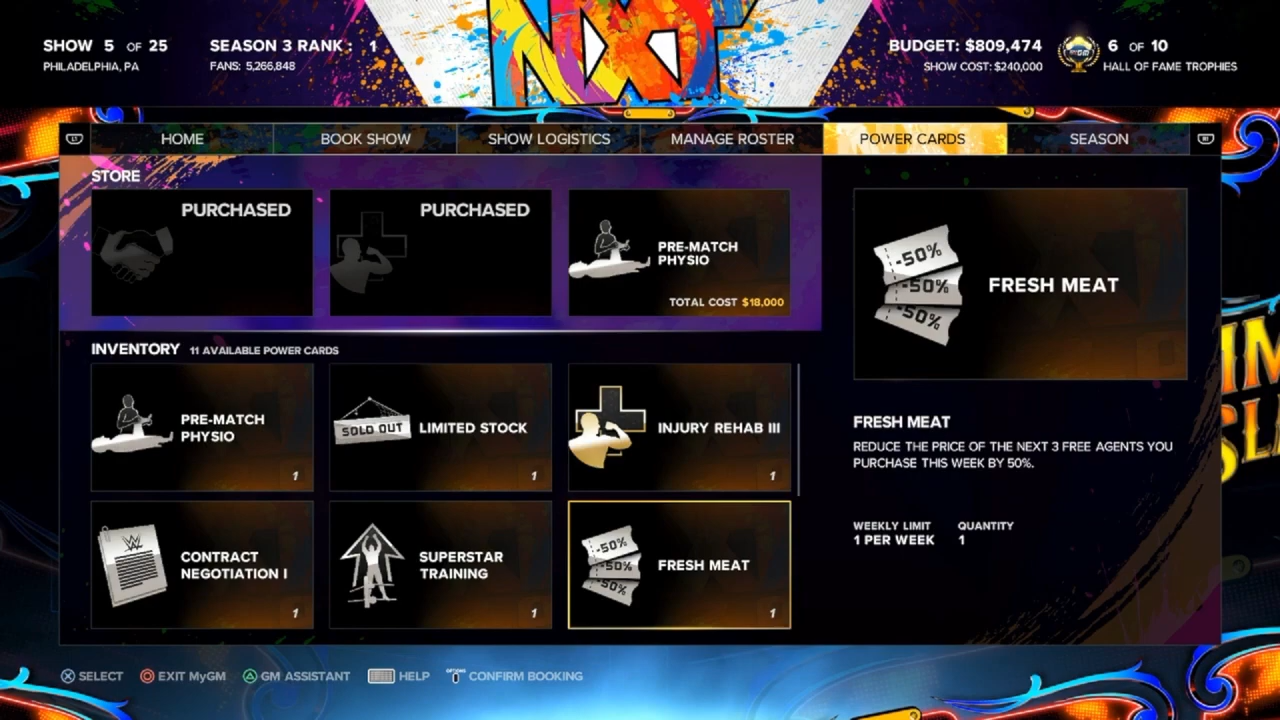 NXT
SHOW 5 OF 25
PHILADELPHIA, PA
SEASON 3 RANK : 1
FANS: 5,266,848
BUDGET: $809,474
SHOW COST: $240,000
6 OF 10
HALL OF FAME TROPHIES
HOME
BOOK SHOW
SHOW LOGISTICS
MANAGE ROSTER
POWER CARDS
SEASON
STORE
PURCHASED
PURCHASED
PRE-MATCH
PHYSIO
TOTAL COST $18,000
INVENTORY 11 AVAILABLE POWER CARDS
PRE-MATCH
PHYSIO
1
SOLD OUT
LIMITED STOCK
1
INJURY REHAB III
1
CONTRACT
NEGOTIATION I
1
SUPERSTAR
TRAINING
1
-50%
-50%
-50%
FRESH MEAT
1
-50%
-50%
-50%
FRESH MEAT
FRESH MEAT
REDUCE THE PRICE OF THE NEXT 3 FREE AGENTS YOU
PURCHASE THIS WEEK BY 50%.
WEEKLY LIMIT
1 PER WEEK
QUANTITY
1
SELECT
EXIT MyGM
GM ASSISTANT
HELP
OPTIONS
CONFIRM BOOKING